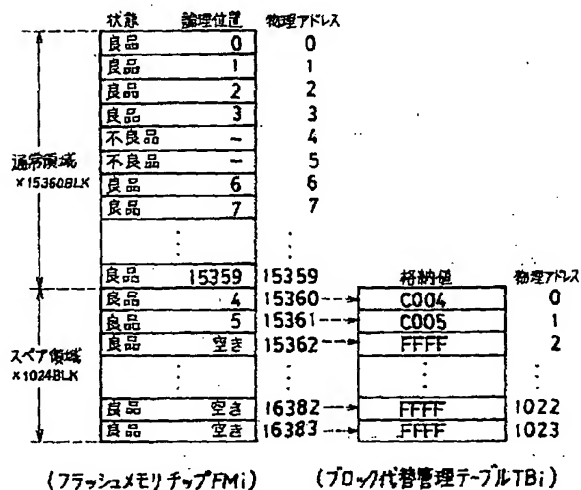 状態 論理位置 物理アドレス
良品 0 0
良品 1 1
良品 2 2
良品 3 3
不良品 — 4
不良品 — 5
良品 6 6
良品 7 7
通常領域
×15360BLK
良品 15359 15359
格納値 物理アドレス
良品 4 15360 C004 0
良品 5 15361 C005 1
良品 空き 15362 FFFF 2
スペア領域
×1024BLK
良品 空き 16382 FFFF 1022
良品 空き 16383 FFFF 1023
(フラッシュメモリチップFMi) (ブロック代替管理テーブルTBi)